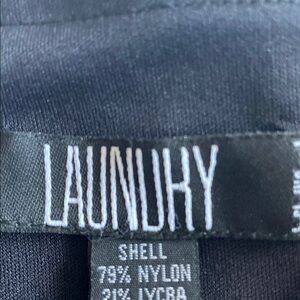 LAUNDRY
SHELL
79% NYLON
21% LYCRA